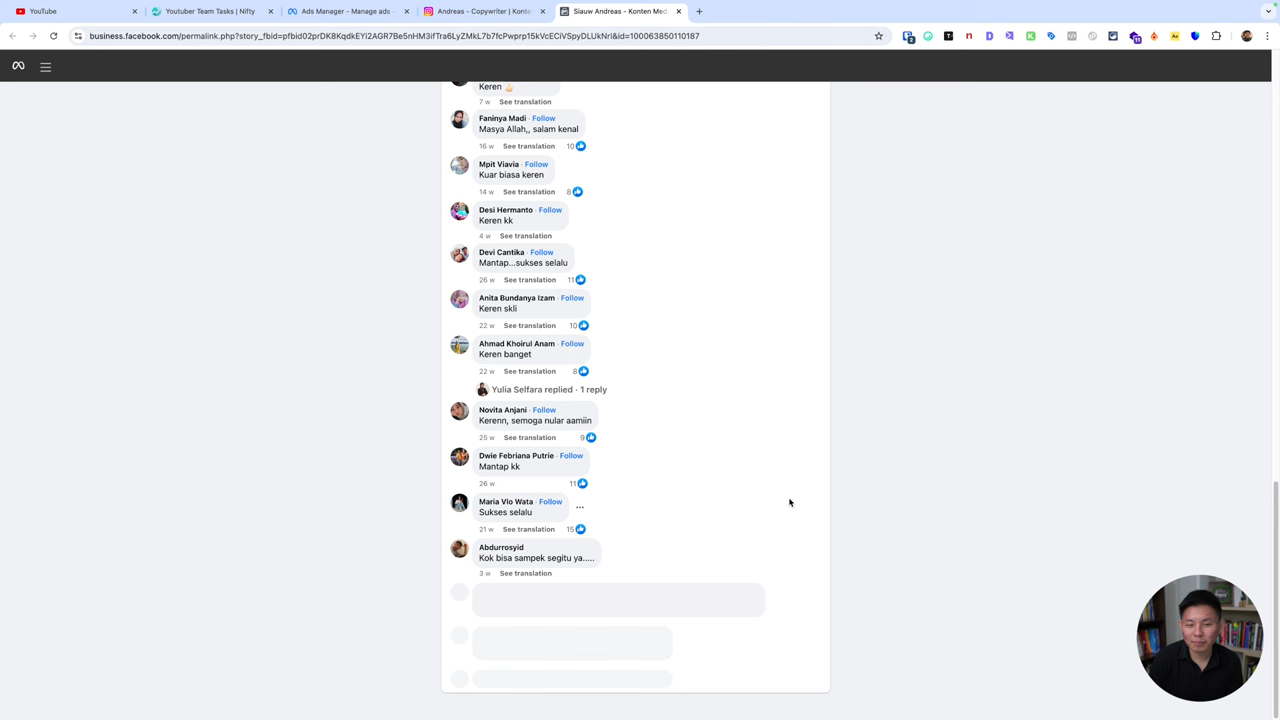 YouTube
Youtuber Team Tasks | Nifty
Ads Manager - Manage ads -
Andreas - Copywriter | Konta
Siauw Andreas - Konten Med
business.facebook.com/permalink.php?story_fbid=pfbid02prDK8KqdkEYi2AGR7Be5nHM3ifTra6LyZMkL7b7fcPwprp15kVcECiVSpyDLUkNrl&id=100063850110187
Keren 👍🏻
7 w See translation
Faninya Madi · Follow
Masya Allah,, salam kenal
16 w See translation 10
Mpit Viavia · Follow
Kuar biasa keren
14 w See translation 8
Desi Hermanto · Follow
Keren kk
4 w See translation
Devi Cantika · Follow
Mantap...sukses selalu
26 w See translation 11
Anita Bundanya Izam · Follow
Keren skli
22 w See translation 10
Ahmad Khoirul Anam · Follow
Keren banget
22 w See translation 8
Yulia Selfara replied · 1 reply
Novita Anjani · Follow
Kerenn, semoga nular aamiin
25 w See translation 9
Dwie Febriana Putrie · Follow
Mantap kk
26 w 11
Maria Vlo Wata · Follow
Sukses selalu
21 w See translation 15
Abdurrosyid
Kok bisa sampek segitu ya.....
3 w See translation